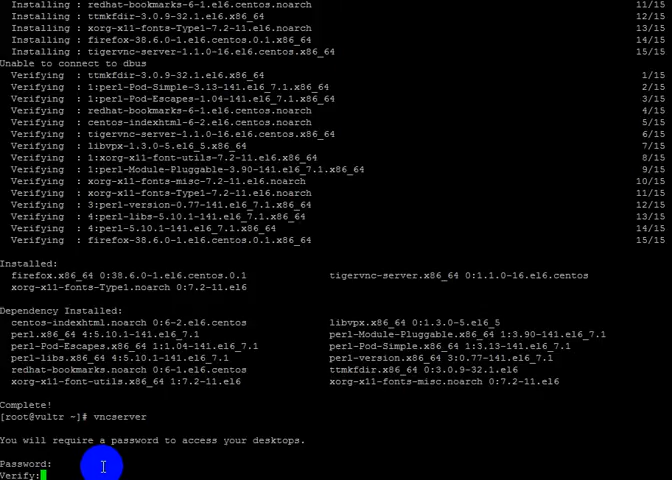 Installing : redhat-bookmarks-6-1.el6.centos.noarch 11/15
Installing : ttmkfdir-3.0.9-32.1.el6.x86_64 12/15
Installing : xorg-x11-fonts-Type1-7.2-11.el6.noarch 13/15
Installing : firefox-38.6.0-1.el6.centos.0.1.x86_64 14/15
Installing : tigervnc-server-1.1.0-16.el6.centos.x86_64 15/15
Unable to connect to dbus
Verifying : ttmkfdir-3.0.9-32.1.el6.x86_64 1/15
Verifying : 1:perl-Pod-Simple-3.13-141.el6_7.1.x86_64 2/15
Verifying : 1:perl-Pod-Escapes-1.04-141.el6_7.1.x86_64 3/15
Verifying : redhat-bookmarks-6-1.el6.centos.noarch 4/15
Verifying : centos-indexhtml-6-2.el6.centos.noarch 5/15
Verifying : tigervnc-server-1.1.0-16.el6.centos.x86_64 6/15
Verifying : libvpx-1.3.0-5.el6_5.x86_64 7/15
Verifying : 1:xorg-x11-font-utils-7.2-11.el6.x86_64 8/15
Verifying : 1:perl-Module-Pluggable-3.90-141.el6_7.1.x86_64 9/15
Verifying : xorg-x11-fonts-misc-7.2-11.el6.noarch 10/15
Verifying : xorg-x11-fonts-Type1-7.2-11.el6.noarch 11/15
Verifying : 3:perl-version-0.77-141.el6_7.1.x86_64 12/15
Verifying : 4:perl-libs-5.10.1-141.el6_7.1.x86_64 13/15
Verifying : 4:perl-5.10.1-141.el6_7.1.x86_64 14/15
Verifying : firefox-38.6.0-1.el6.centos.0.1.x86_64 15/15
Installed:
firefox.x86_64 0:38.6.0-1.el6.centos.0.1 tigervnc-server.x86_64 0:1.1.0-16.el6.centos
xorg-x11-fonts-Type1.noarch 0:7.2-11.el6
Dependency Installed:
centos-indexhtml.noarch 0:6-2.el6.centos libvpx.x86_64 0:1.3.0-5.el6_5
perl.x86_64 4:5.10.1-141.el6_7.1 perl-Module-Pluggable.x86_64 1:3.90-141.el6_7.1
perl-Pod-Escapes.x86_64 1:1.04-141.el6_7.1 perl-Pod-Simple.x86_64 1:3.13-141.el6_7.1
perl-libs.x86_64 4:5.10.1-141.el6_7.1 perl-version.x86_64 3:0.77-141.el6_7.1
redhat-bookmarks.noarch 0:6-1.el6.centos ttmkfdir.x86_64 0:3.0.9-32.1.el6
xorg-x11-font-utils.x86_64 1:7.2-11.el6 xorg-x11-fonts-misc.noarch 0:7.2-11.el6
Complete!
[root@vultr ~]# vncserver
You will require a password to access your desktops.
Password:
Verify: